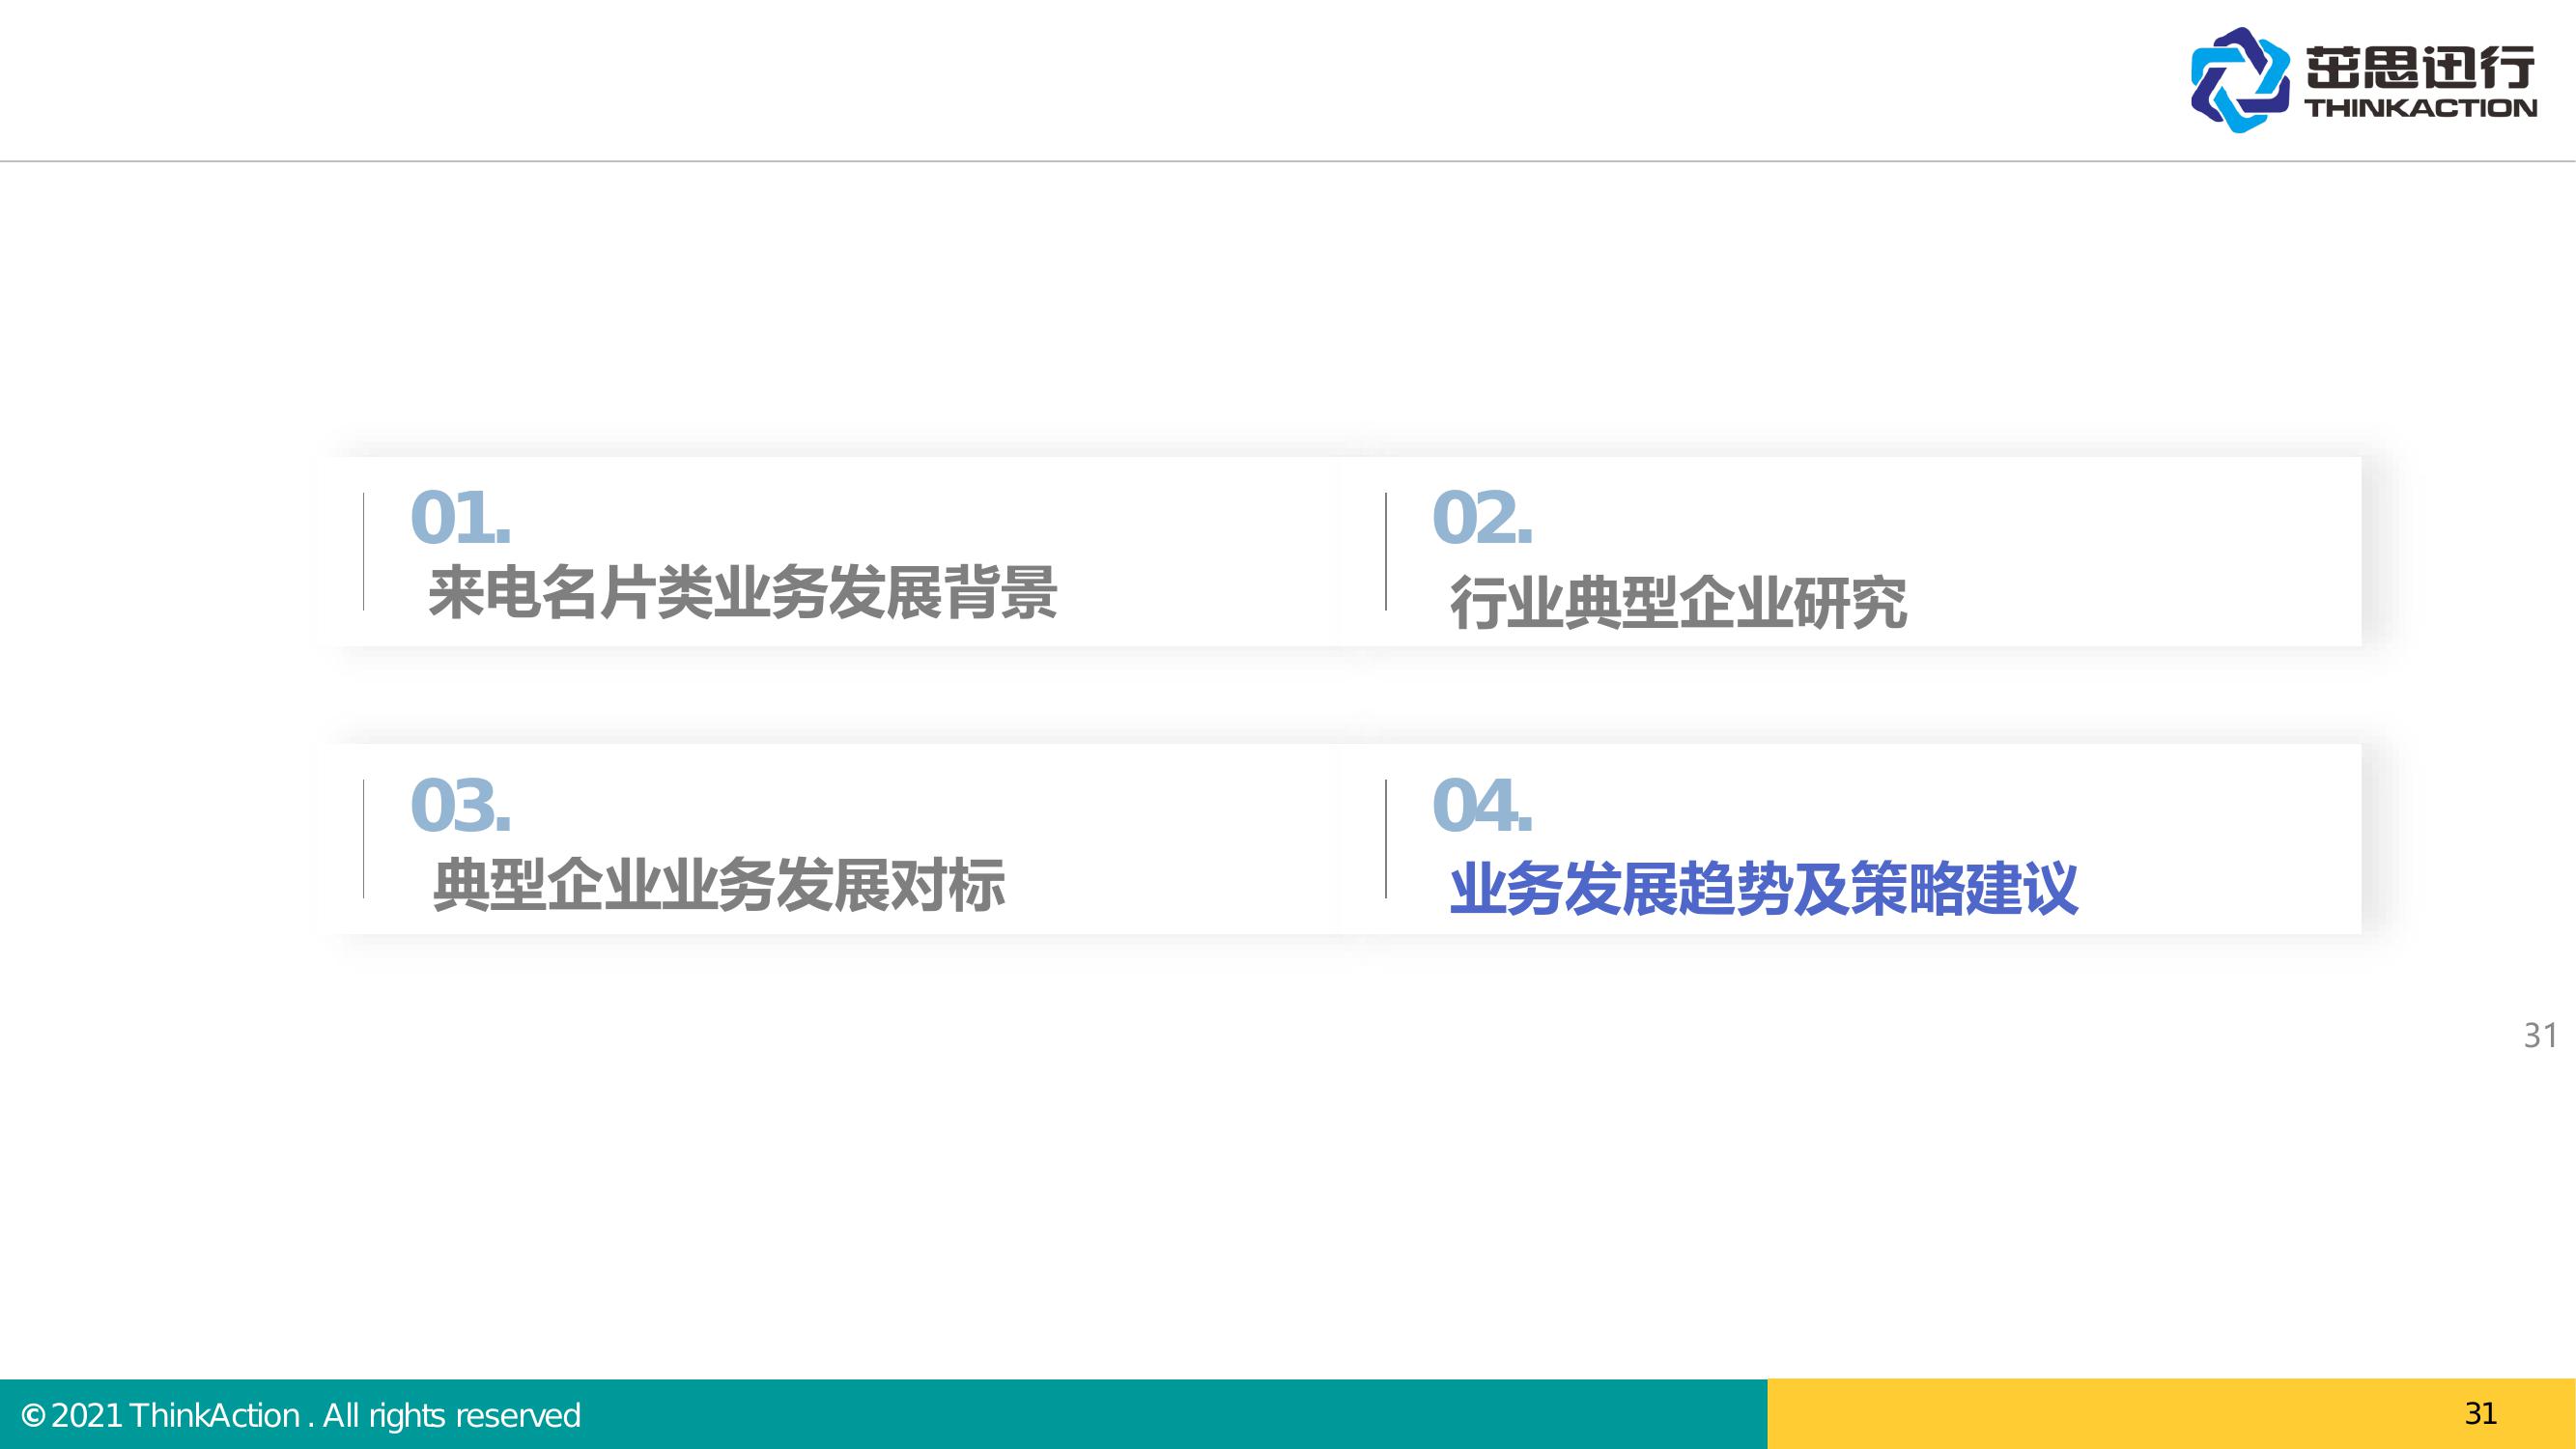 茁思迅行
THINKACTION
01.
来电名片类业务发展背景
02.
行业典型企业研究
03.
典型企业业务发展对标
04.
业务发展趋势及策略建议
31
© 2021 ThinkAction . All rights reserved
31